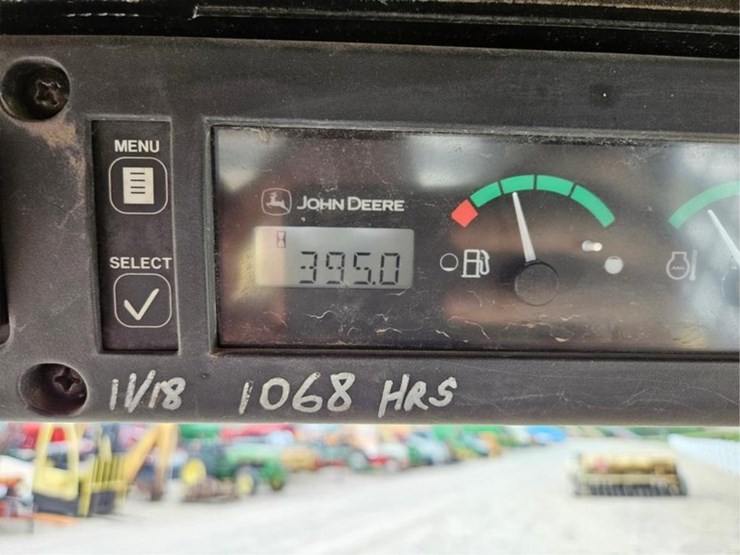 MENU
JOHN DEERE
395.0
SELECT
11/18 1068 HRS